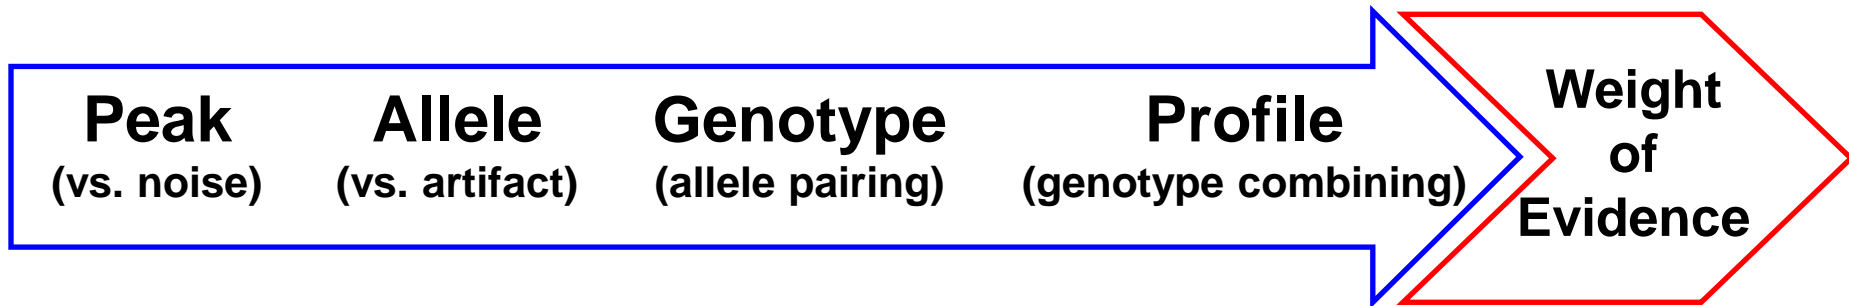 Peak
(vs. noise)
Allele
(vs. artifact)
Genotype
(allele pairing)
Profile
(genotype combining)
Weight
of
Evidence